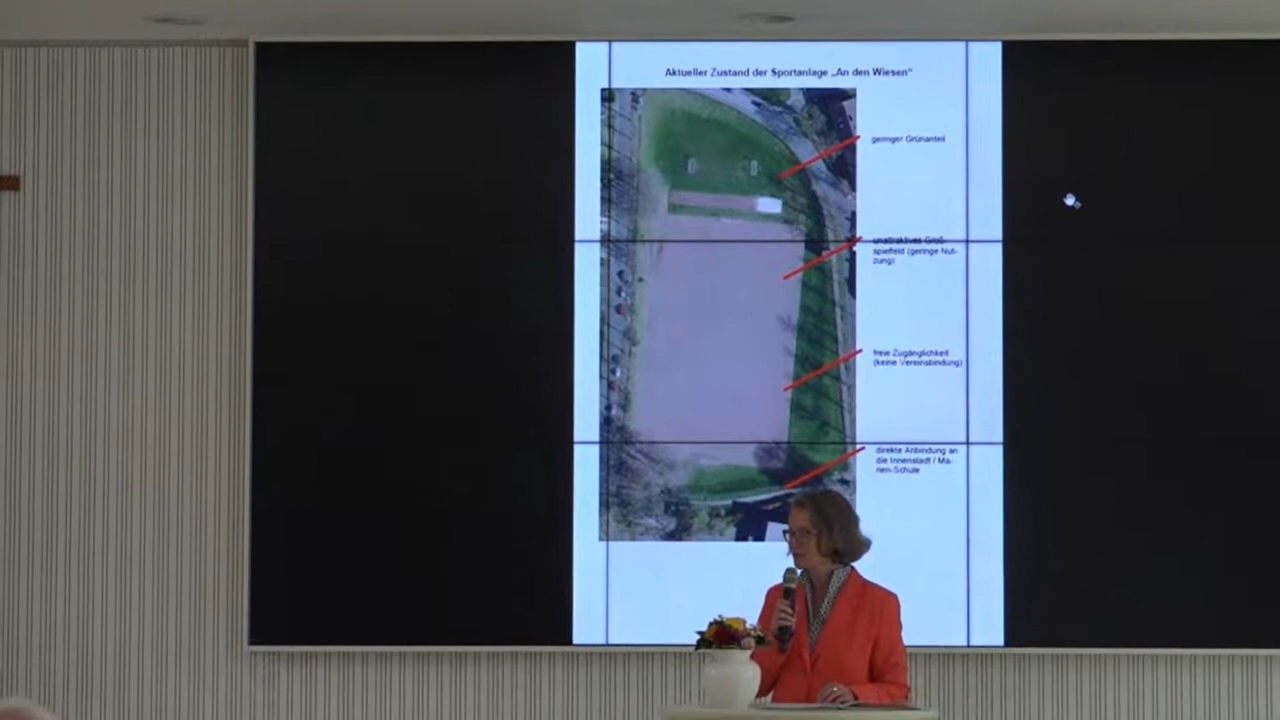 Aktueller Zustand der Sportanlage „An den Wiesen“
geringer Grünanteil
unattraktives Groß-
spielfeld (geringe Nut-
zung)
freie Zugänglichkeit
(keine Vereinsbindung)
direkte Anbindung an
die Innenstadt / Ma-
rien-Schule